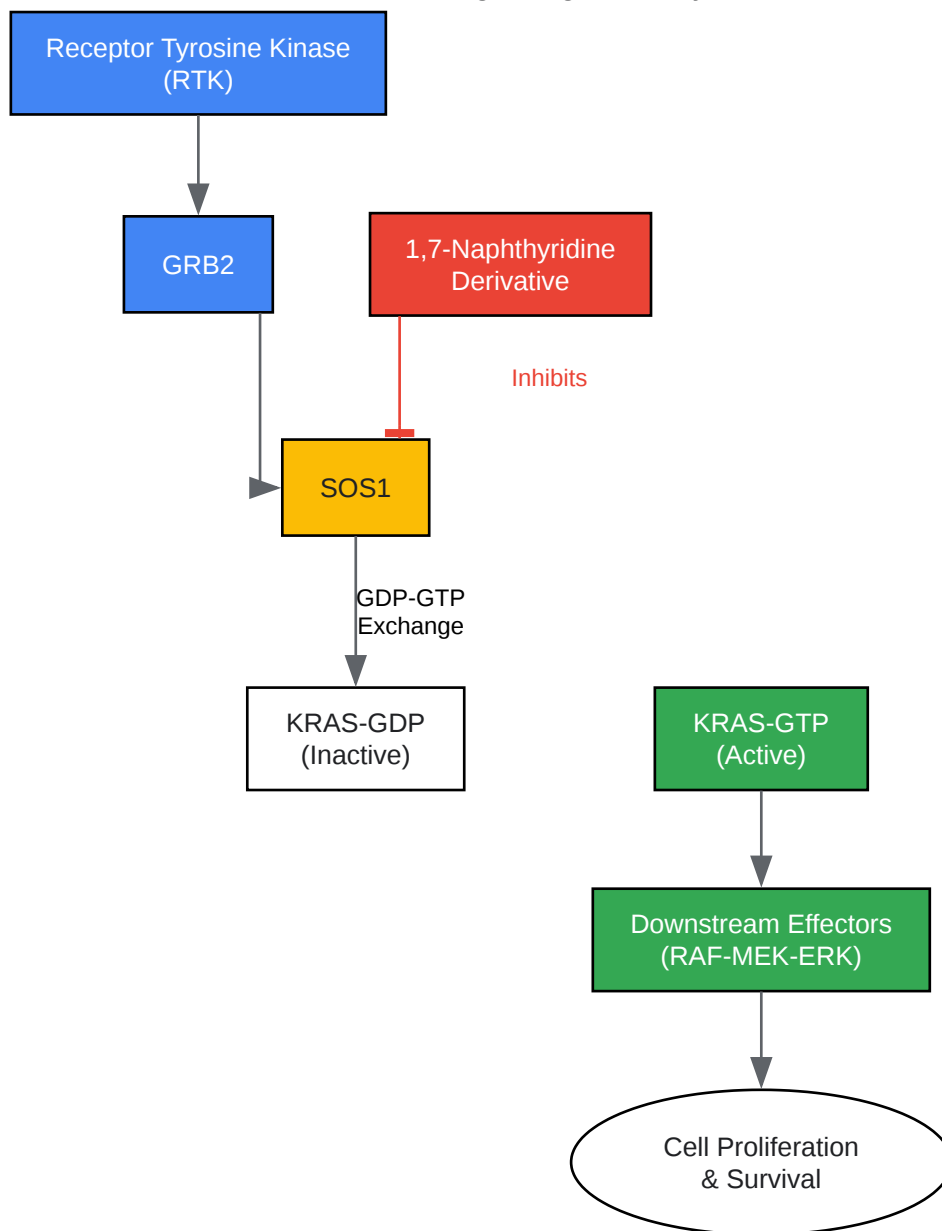 Receptor Tyrosine Kinase
(RTK)
GRB2
1,7-Naphthyridine
Derivative
Inhibits
SOS1
GDP-GTP
Exchange
KRAS-GDP
(Inactive)
KRAS-GTP
(Active)
Downstream Effectors
(RAF-MEK-ERK)
Cell Proliferation
& Survival